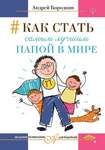 Андрей Бородкин
#КАК СТАТЬ
самым лучшим
ПАПОЙ В МИРЕ